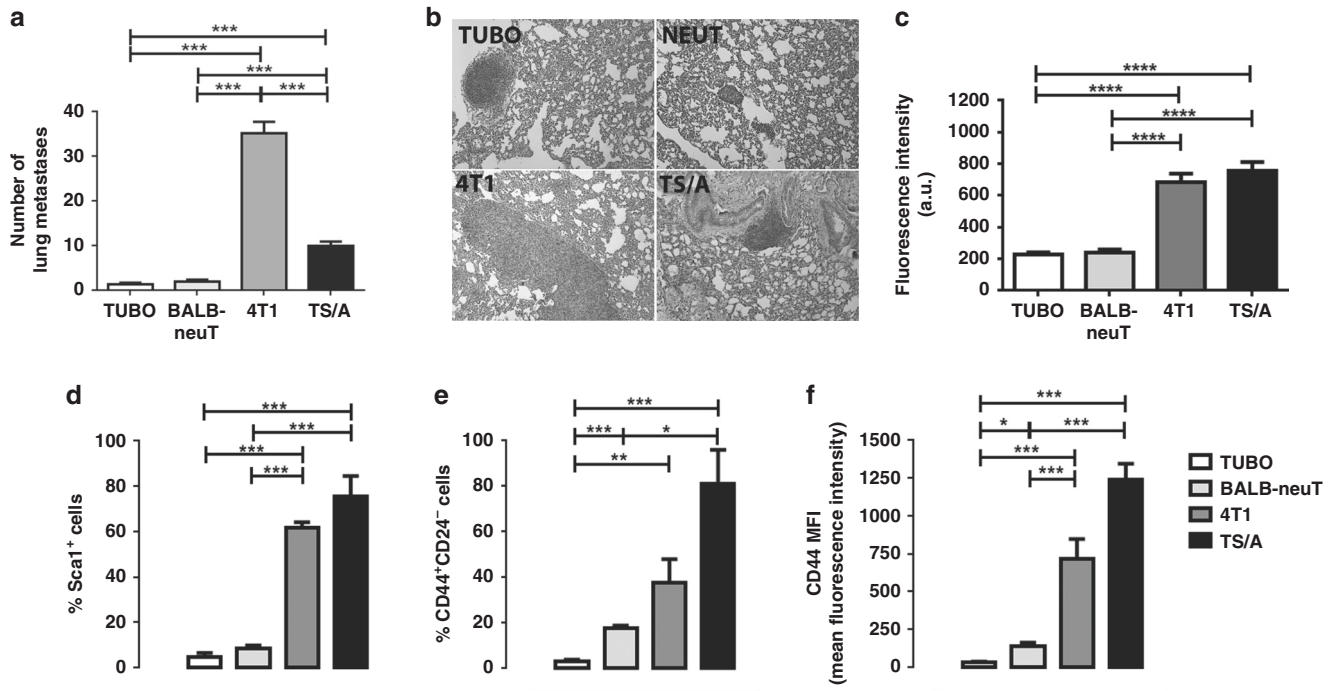 a
***
***
***
***
***
Number of
lung metastases
40
30
20
10
0
TUBO
BALB-
neuT
4T1
TS/A
b
TUBO
NEUT
4T1
TS/A
c
****
****
****
****
Fluorescence intensity
(a.u.)
1200
1000
800
600
400
200
0
TUBO
BALB-
neuT
4T1
TS/A
d
***
***
***
***
% Sca1⁺ cells
100
80
60
40
20
0
e
***
***
*
**
% CD44⁺CD24⁻ cells
100
80
60
40
20
0
f
***
*
***
***
***
CD44 MFI
(mean fluorescence intensity)
1500
1250
1000
750
500
250
0
TUBO
BALB-neuT
4T1
TS/A